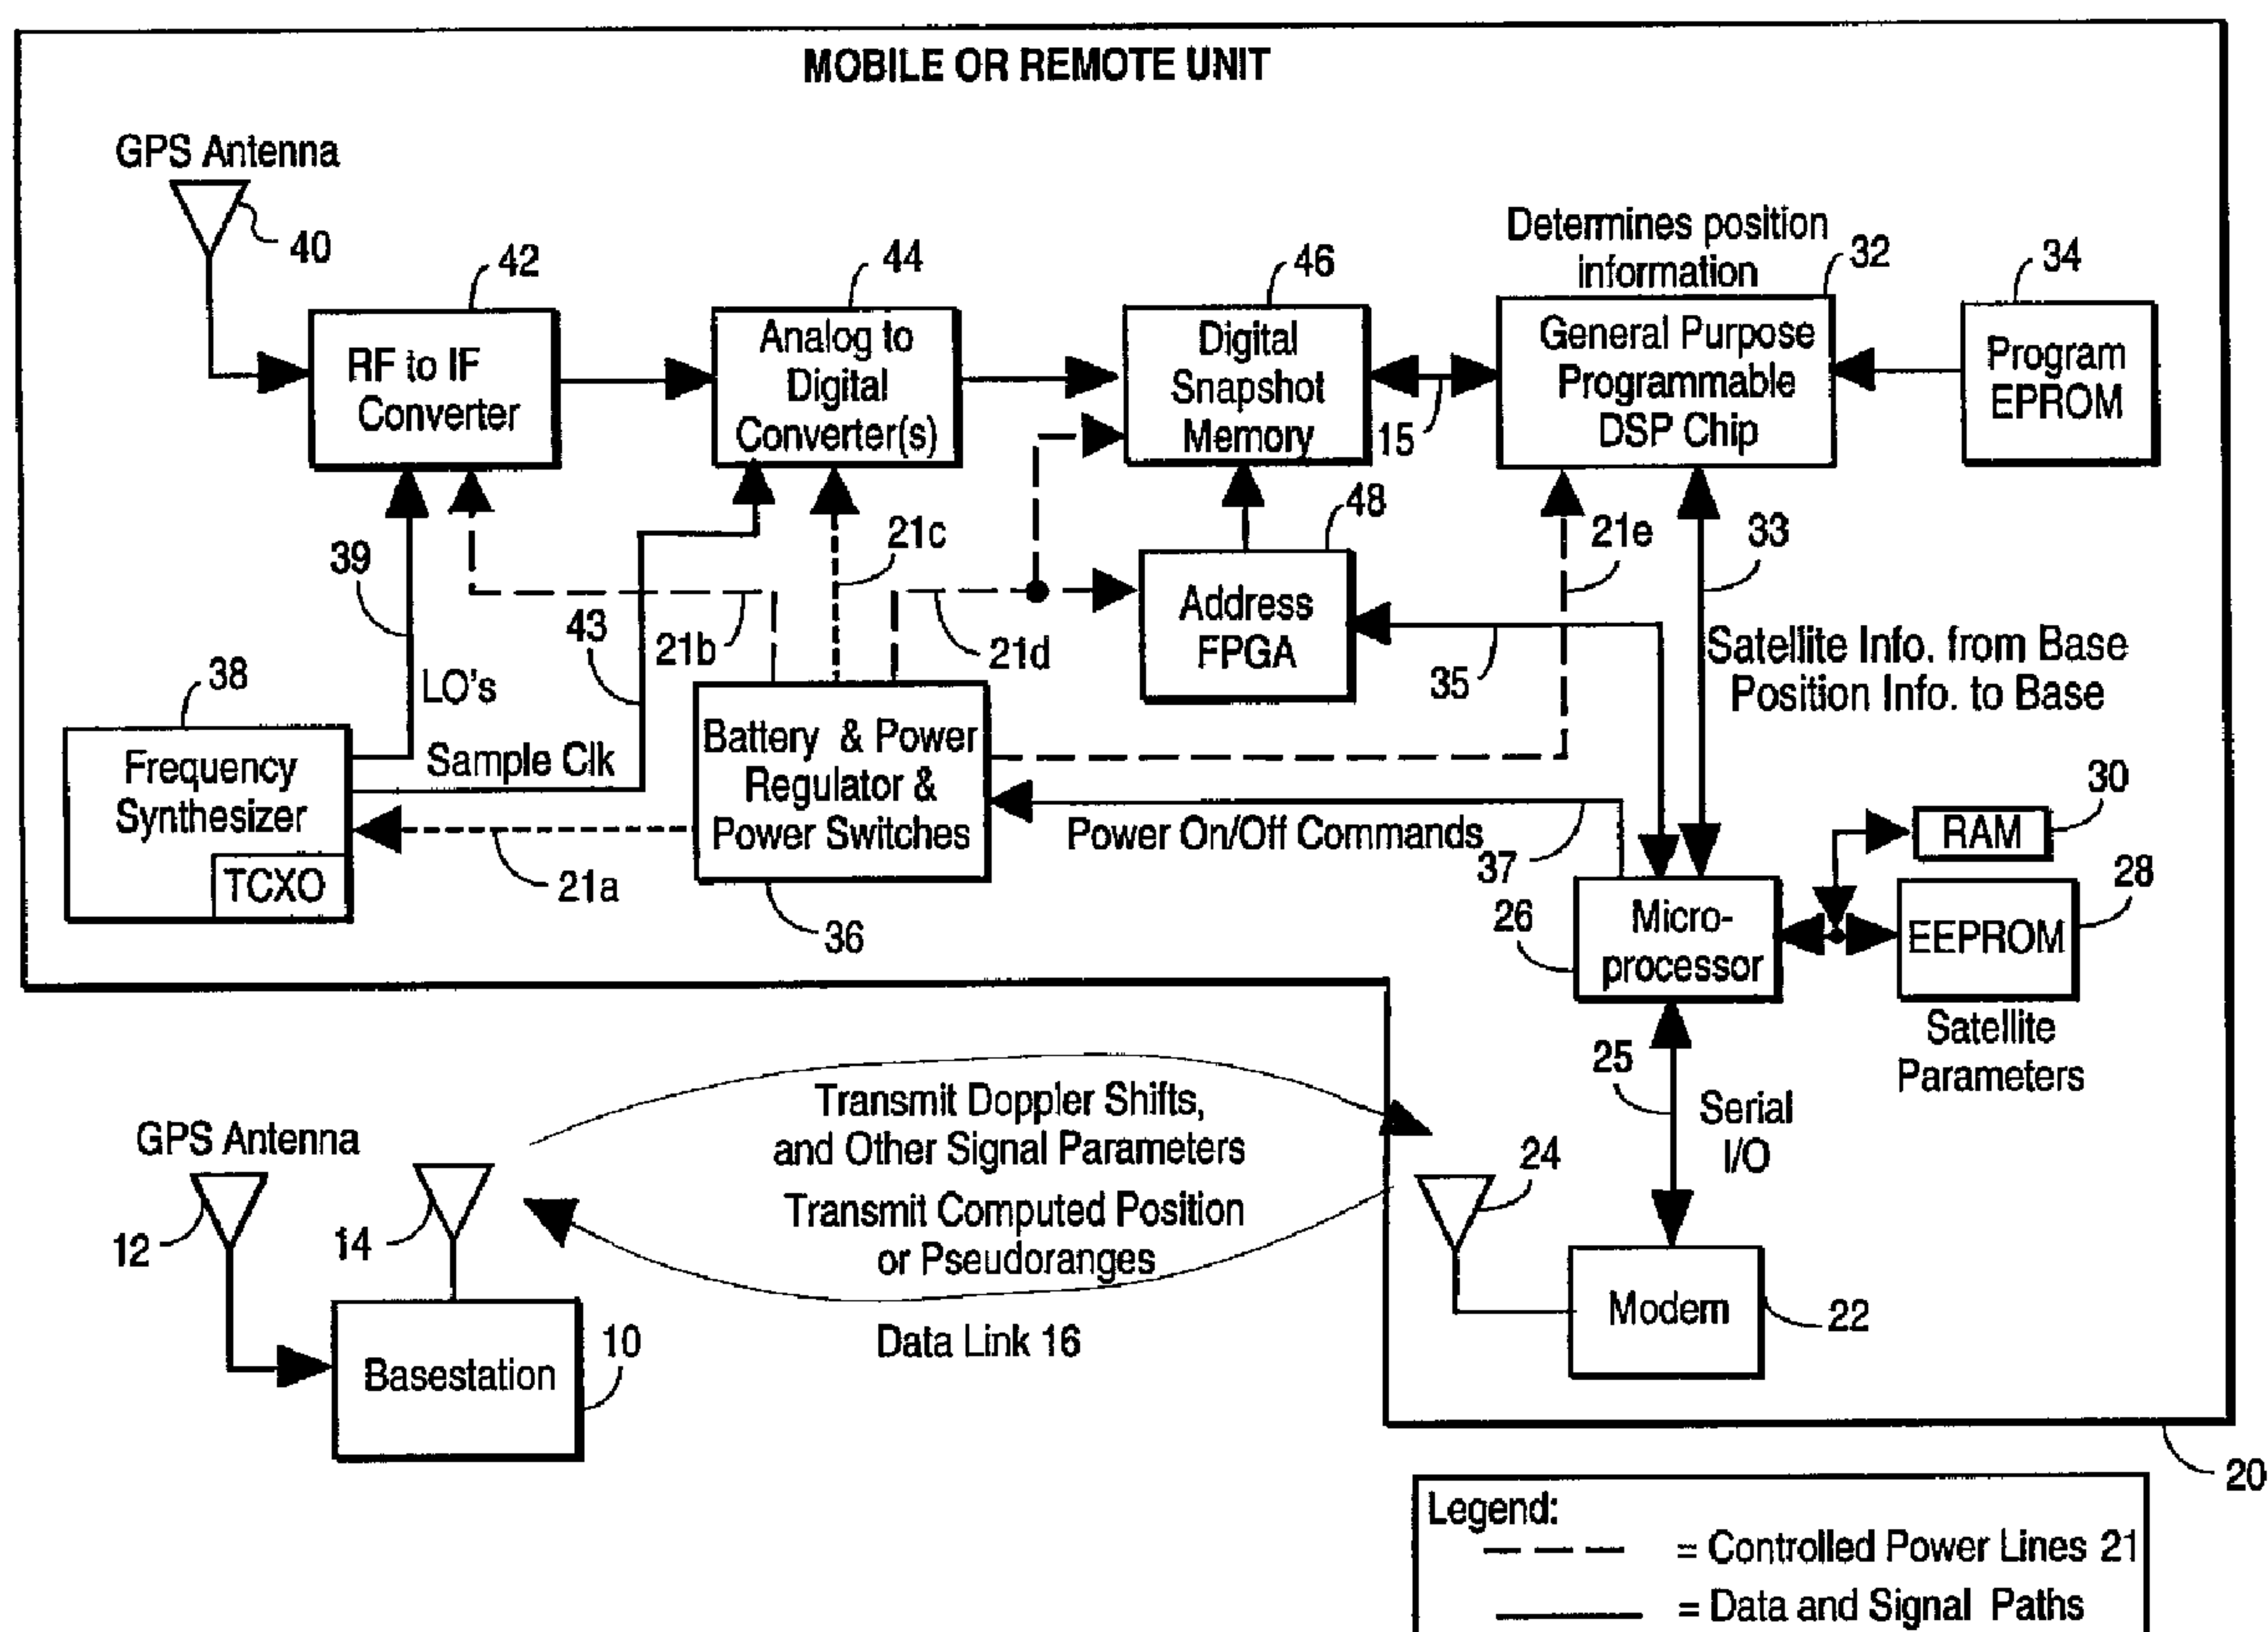 MOBILE OR REMOTE UNIT
GPS Antenna
40
42
RF to IF
Converter
44
Analog to
Digital
Converter(s)
46
Digital
Snapshot
Memory
15
Determines position
information
32
General Purpose
Programmable
DSP Chip
34
Program
EPROM
39
LO's
43
21b
21c
21d
48
Address
FPGA
35
21e
33
Satellite Info. from Base
Position Info. to Base
38
Frequency
Synthesizer
TCXO
Sample Clk
21a
Battery & Power
Regulator &
Power Switches
36
Power On/Off Commands
37
30
RAM
28
EEPROM
Satellite
Parameters
26
Micro-
processor
25
Serial
I/O
24
Modem
22
GPS Antenna
12
14
Basestation
10
Transmit Doppler Shifts,
and Other Signal Parameters
Transmit Computed Position
or Pseudoranges
Data Link 16
20
Legend:
= Controlled Power Lines 21
= Data and Signal Paths